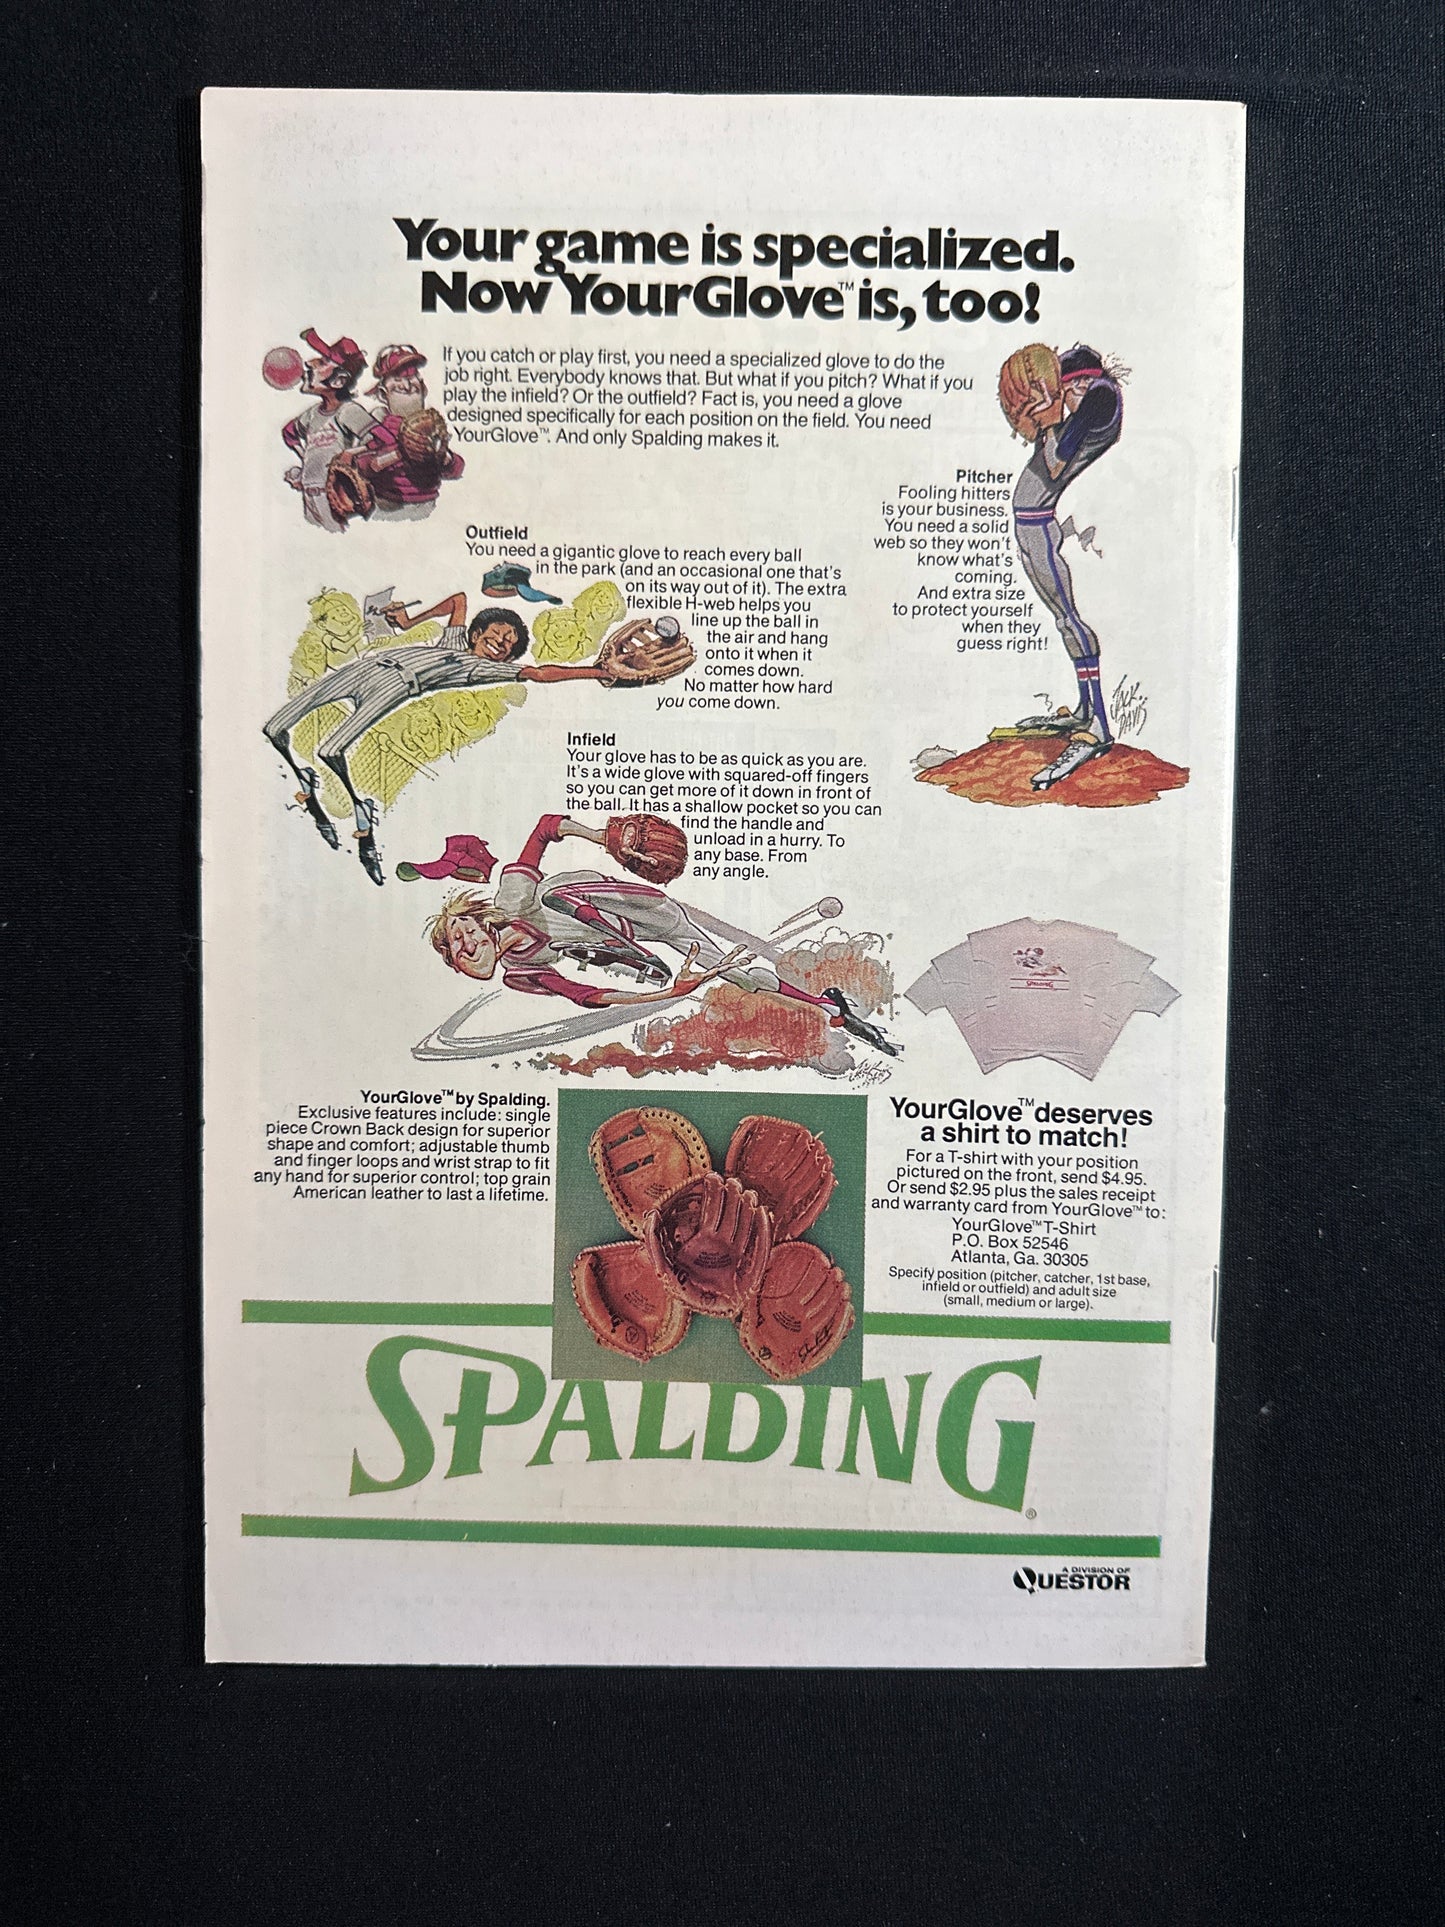 Your game is specialized.
Now YourGlove™ is, too!
If you catch or play first, you need a specialized glove to do the
job right. Everybody knows that. But what if you pitch? What if you
play the infield? Or the outfield? Fact is, you need a glove
designed specifically for each position on the field. You need
YourGlove™. And only Spalding makes it.
Pitcher
Fooling hitters
is your business.
You need a solid
web so they won't
know what's
coming.
And extra size
to protect yourself
when they
guess right!
JACK DAVIS
Outfield
You need a gigantic glove to reach every ball
in the park (and an occasional one that's
on its way out of it). The extra
flexible H-web helps you
line up the ball in
the air and hang
onto it when it
comes down.
No matter how hard
you come down.
Infield
Your glove has to be as quick as you are.
It's a wide glove with squared-off fingers
so you can get more of it down in front of
the ball. It has a shallow pocket so you can
find the handle and
unload in a hurry. To
any base. From
any angle.
SPALDING
YourGlove™ by Spalding.
Exclusive features include: single
piece Crown Back design for superior
shape and comfort; adjustable thumb
and finger loops and wrist strap to fit
any hand for superior control; top grain
American leather to last a lifetime.
YourGlove™ deserves
a shirt to match!
For a T-shirt with your position
pictured on the front, send $4.95.
Or send $2.95 plus the sales receipt
and warranty card from YourGlove™ to:
YourGlove™ T-Shirt
P.O. Box 52546
Atlanta, Ga. 30305
Specify position (pitcher, catcher, 1st base,
infield or outfield) and adult size
(small, medium or large).
SPALDING®
A DIVISION OF
QUESTOR